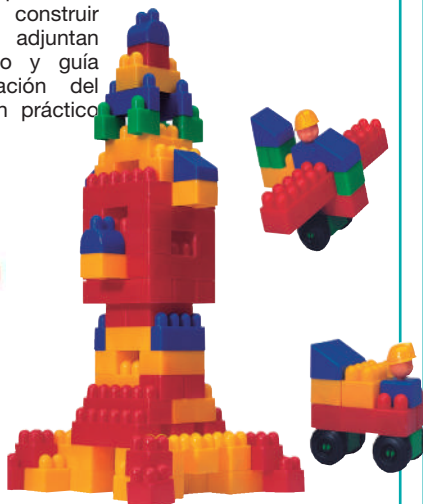 construir
adjuntan
o y guía
ación del
n práctico